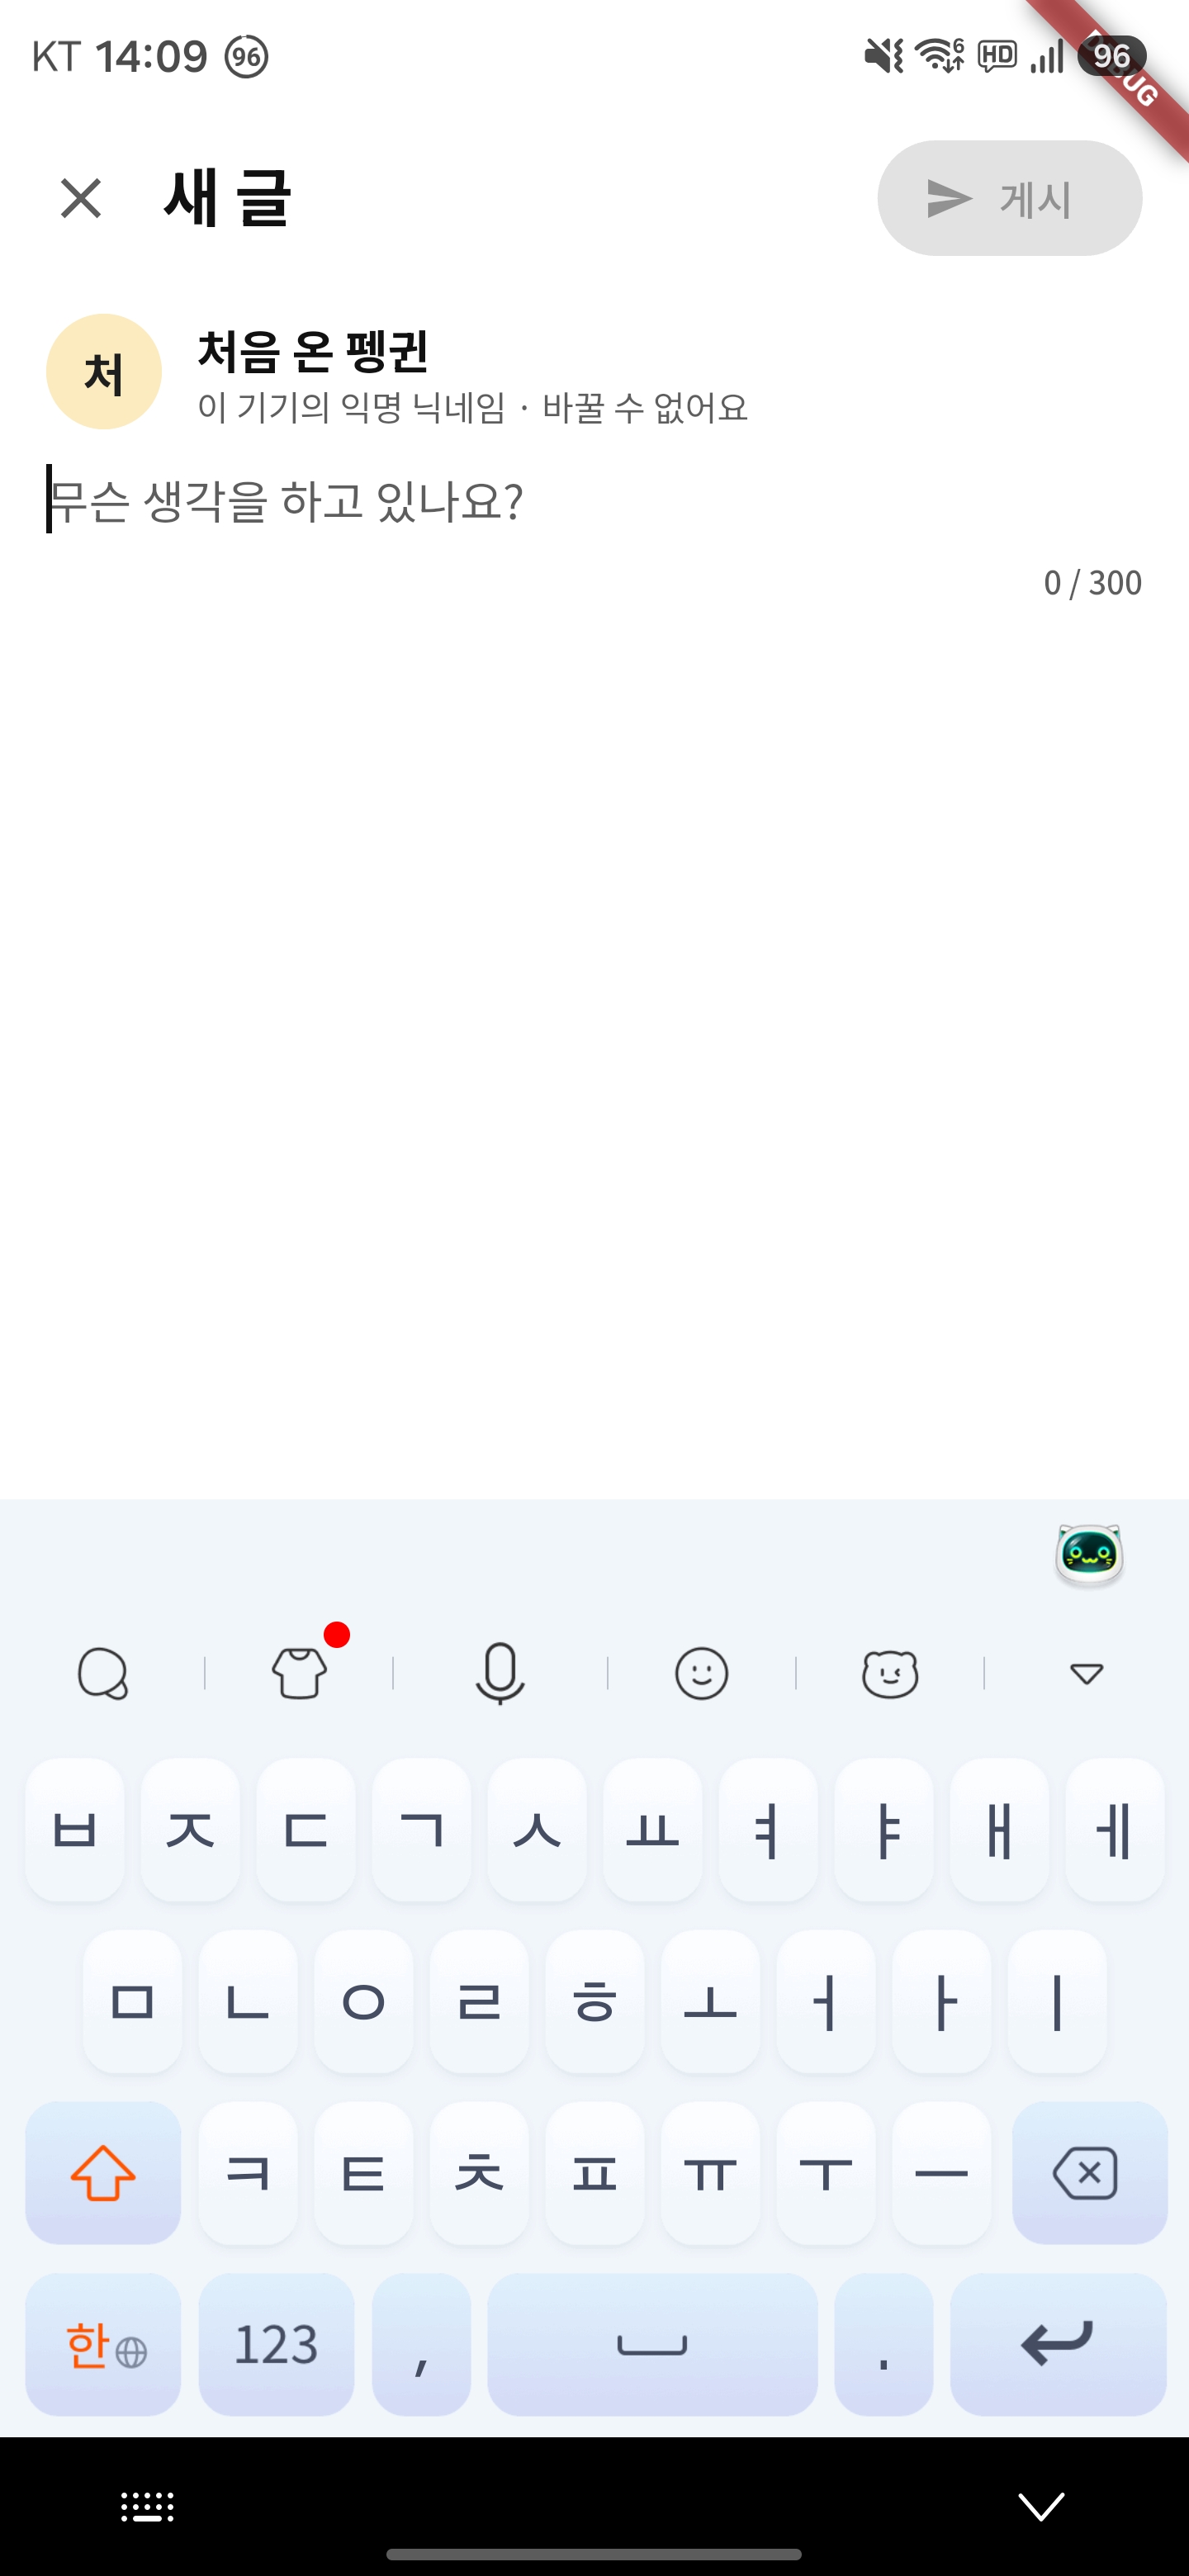 KT 14:09 96
6 HD 96
새 글
게시
처
처음 온 펭귄
이 기기의 익명 닉네임 · 바꿀 수 없어요
무슨 생각을 하고 있나요?
0 / 300
ㅂ ㅈ ㄷ ㄱ ㅅ ㅛ ㅕ ㅑ ㅐ ㅔ
ㅁ ㄴ ㅇ ㄹ ㅎ ㅗ ㅓ ㅏ ㅣ
ㅋ ㅌ ㅊ ㅍ ㅠ ㅜ ㅡ
한 123 , .